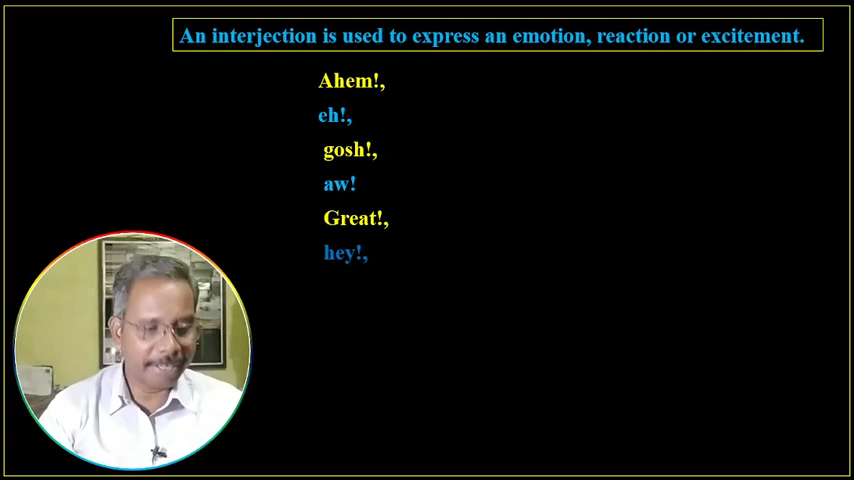 An interjection is used to express an emotion, reaction or excitement.
Ahem!,
eh!,
gosh!,
aw!
Great!,
hey!,